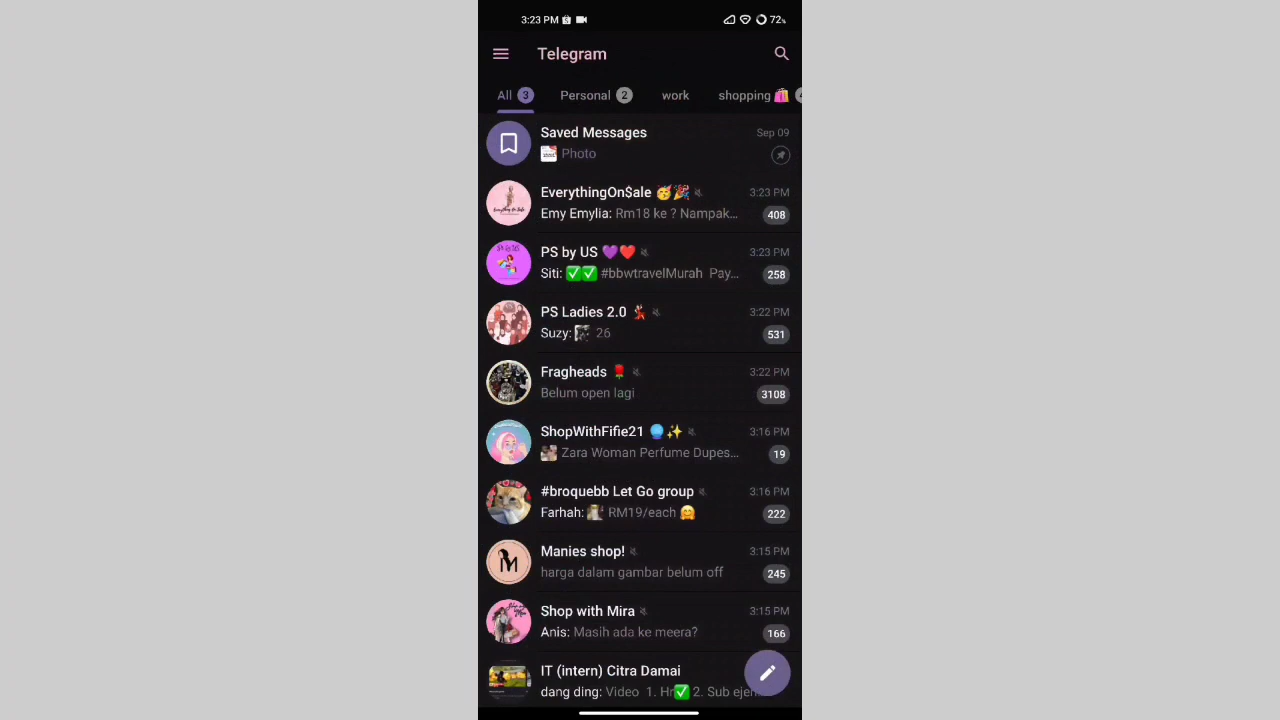 3:23 PM 72%
Telegram
All 3 Personal 2 work shopping 🛍️
Saved Messages Sep 09
Photo
EverythingOn$ale 🥳🎉 3:23 PM
Emy Emylia: Rm18 ke ? Nampak... 408
PS by US 💜❤️ 3:23 PM
Siti: ✅✅ #bbwtravelMurah Pay... 258
PS Ladies 2.0 💃 3:22 PM
Suzy: 26 531
Fragheads 🌹 3:22 PM
Belum open lagi 3108
ShopWithFifie21 🔮✨ 3:16 PM
Zara Woman Perfume Dupes... 19
#broquebb Let Go group 3:16 PM
Farhah: RM19/each 🤗 222
Manies shop! 3:15 PM
harga dalam gambar belum off 245
Shop with Mira 3:15 PM
Anis: Masih ada ke meera? 166
IT (intern) Citra Damai
dang ding: Video 1. Hr✅ 2. Sub ejen